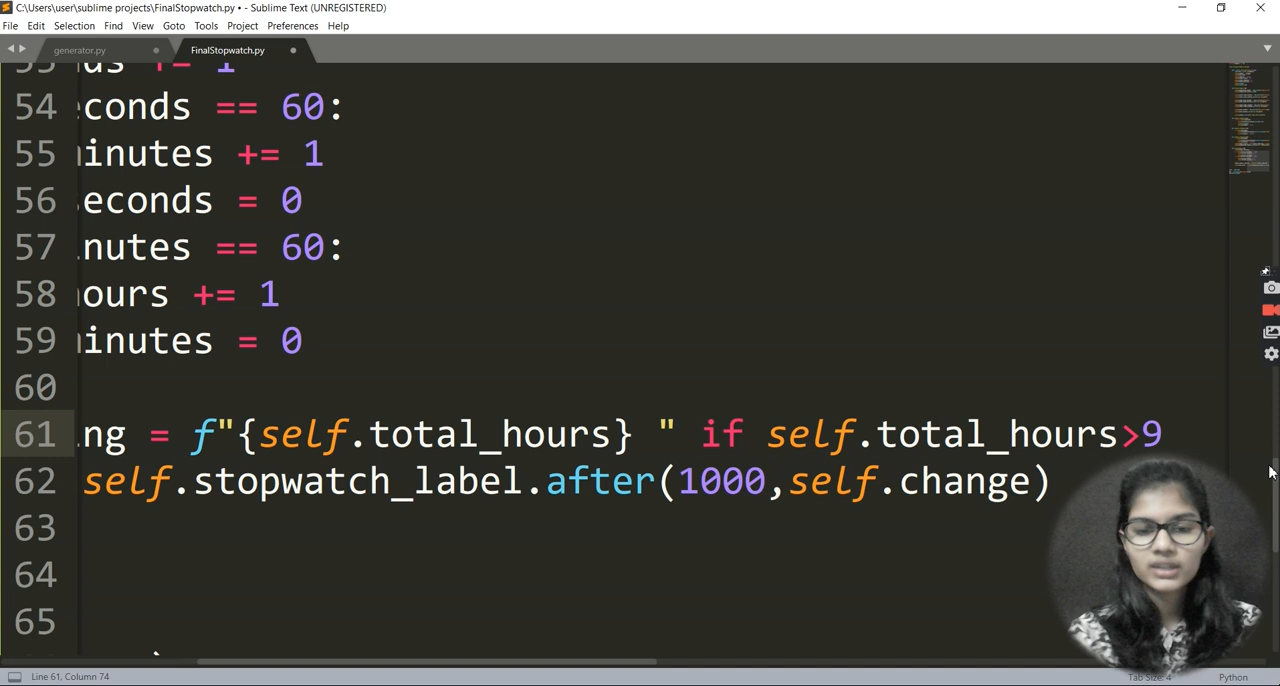 C:\Users\user\sublime projects\FinalStopwatch.py • - Sublime Text (UNREGISTERED)
File Edit Selection Find View Goto Tools Project Preferences Help
generator.py FinalStopwatch.py
53 ds += 1
54 econds == 60:
55 inutes += 1
56 econds = 0
57 nutes == 60:
58 ours += 1
59 inutes = 0
60
61 ng = f"{self.total_hours} " if self.total_hours>9
62 self.stopwatch_label.after(1000,self.change)
63
64
65
Line 61, Column 74 Tab Size: 4 Python